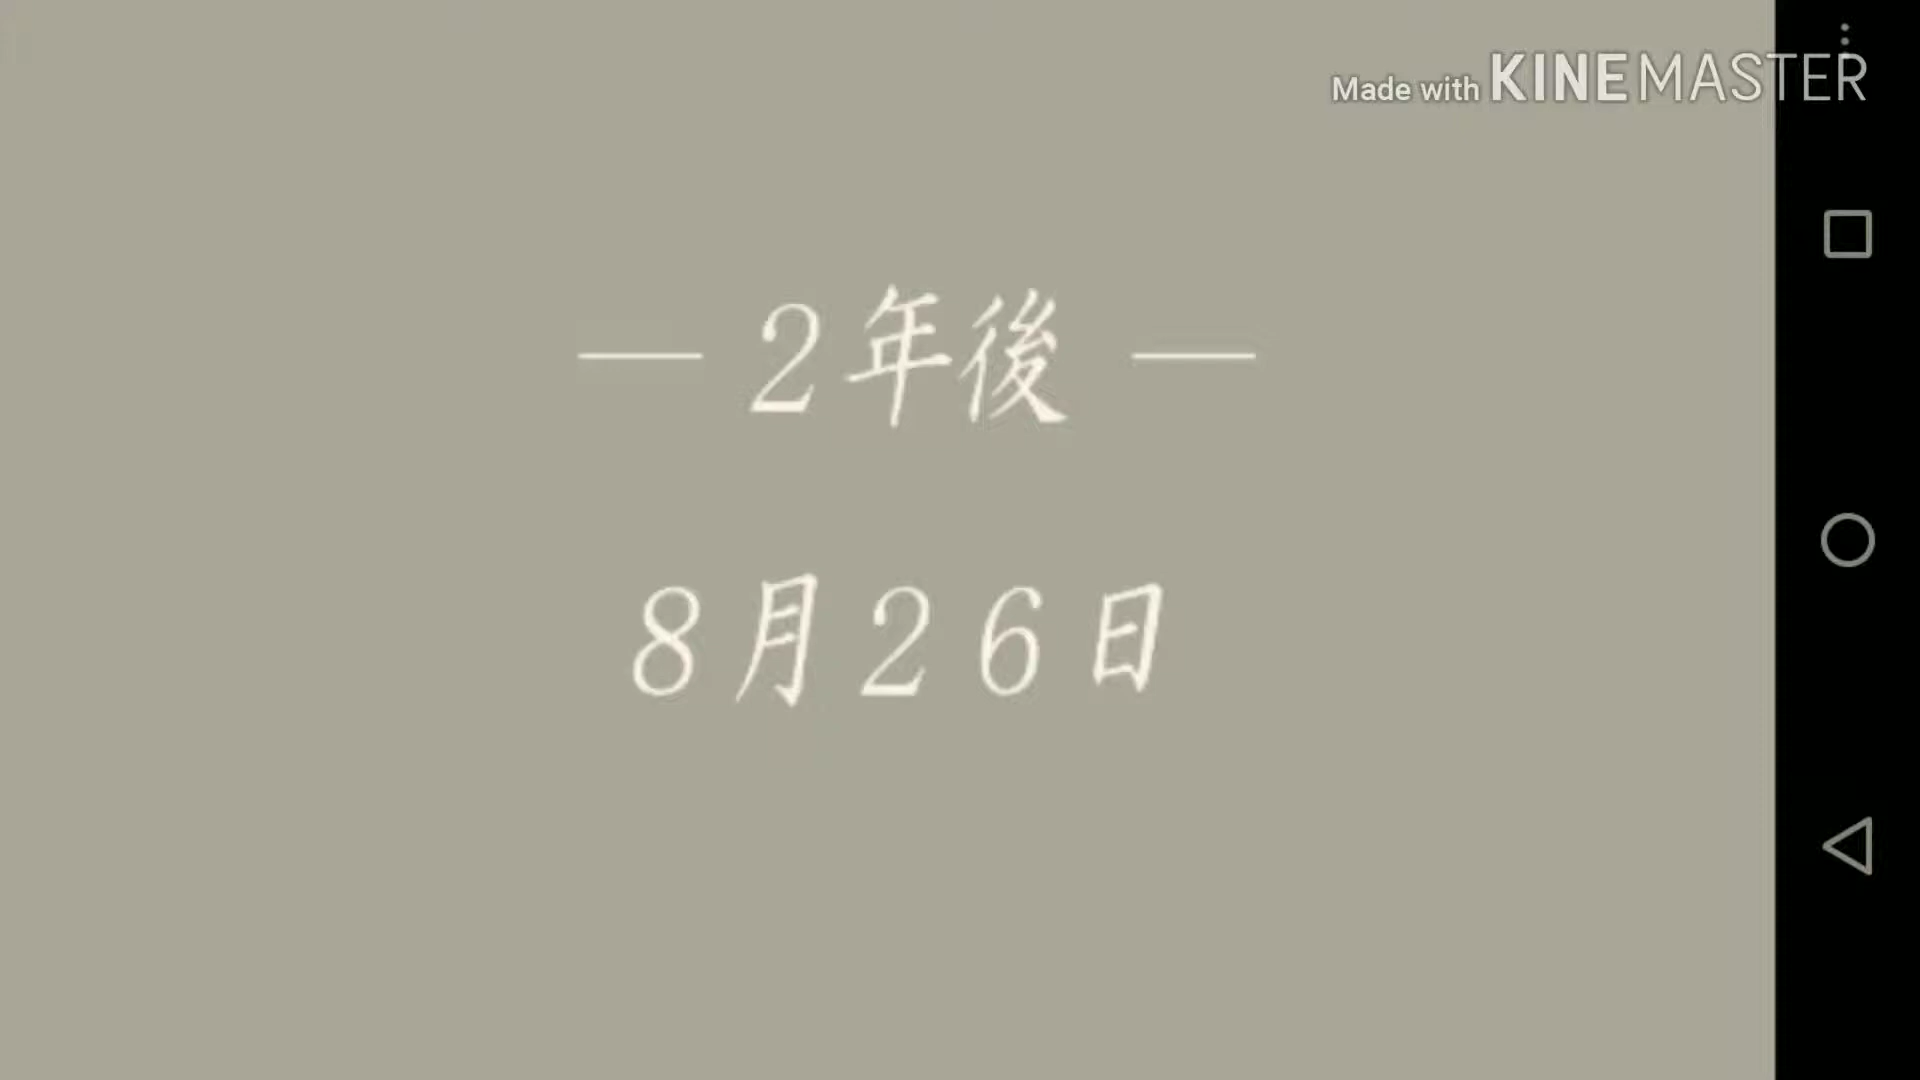 Made with KINEMASTER
— 2年後 —
8月26日